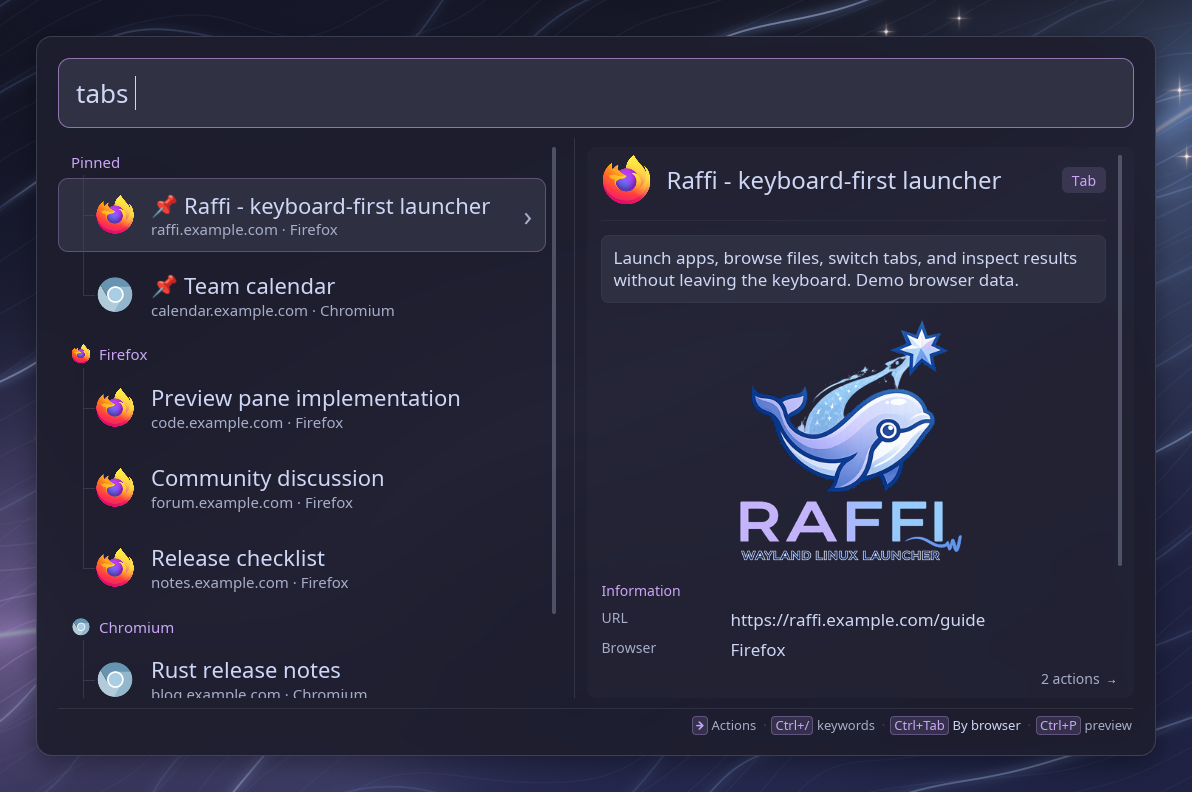 tabs
Pinned
📌 Raffi - keyboard-first launcher
raffi.example.com · Firefox
📌 Team calendar
calendar.example.com · Chromium
Firefox
Preview pane implementation
code.example.com · Firefox
Community discussion
forum.example.com · Firefox
Release checklist
notes.example.com · Firefox
Chromium
Rust release notes
blog.example.com · Chromium
Raffi - keyboard-first launcher
Tab
Launch apps, browse files, switch tabs, and inspect results
without leaving the keyboard. Demo browser data.
RAFFI
WAYLAND LINUX LAUNCHER
Information
URL https://raffi.example.com/guide
Browser Firefox
2 actions →
→ Actions · Ctrl+/ keywords · Ctrl+Tab By browser · Ctrl+P preview